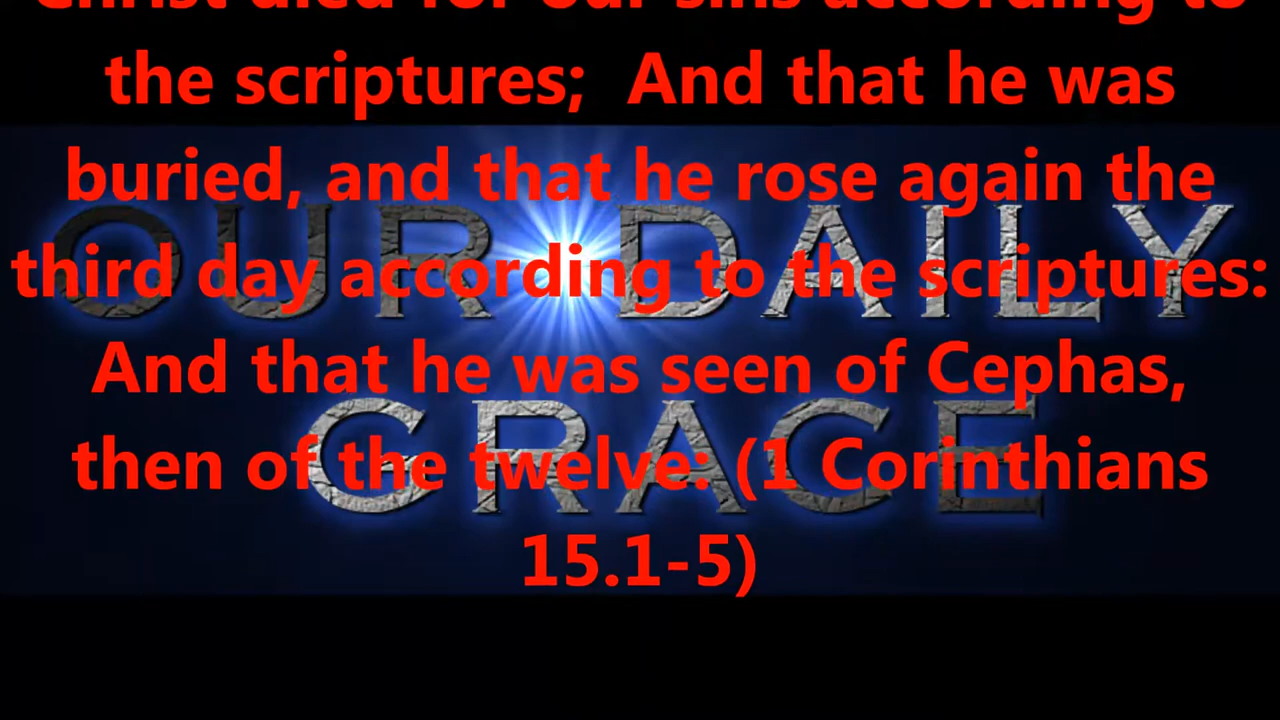 Christ died for our sins according to
the scriptures;  And that he was
buried, and that he rose again the
third day according to the scriptures:
And that he was seen of Cephas,
then of the twelve: (1 Corinthians
15.1-5)
OUR DAILY
GRACE